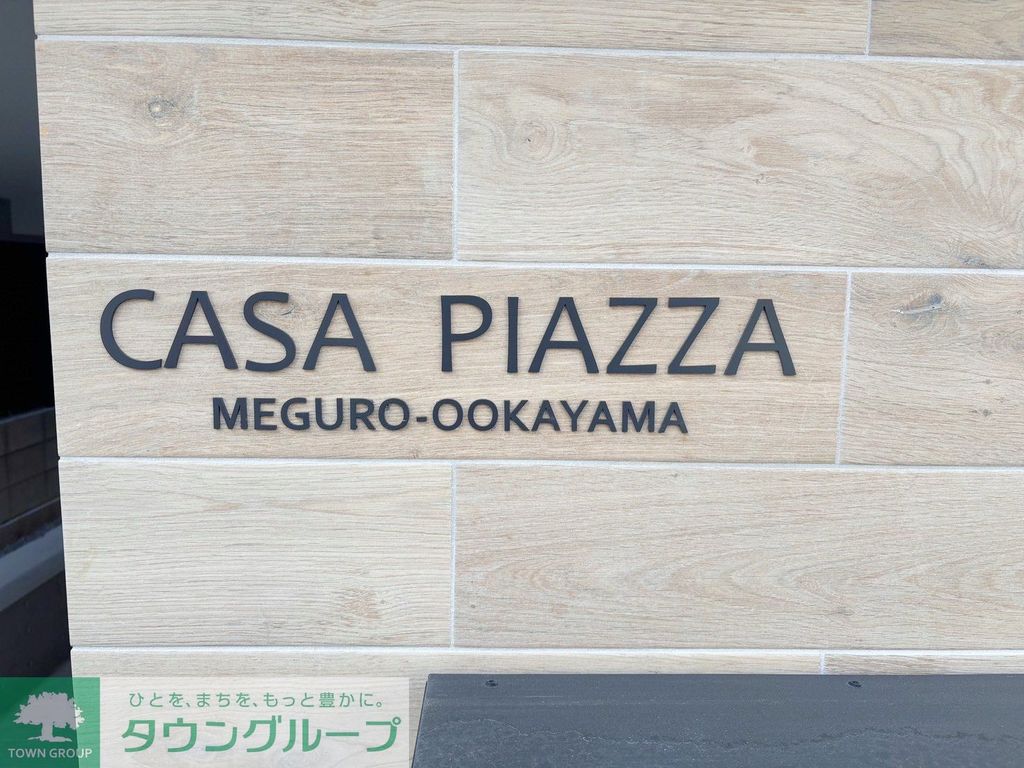 CASA PIAZZA
MEGURO-OOKAYAMA
ひとを、まちを、もっと豊かに。
タウングループ
TOWN GROUP